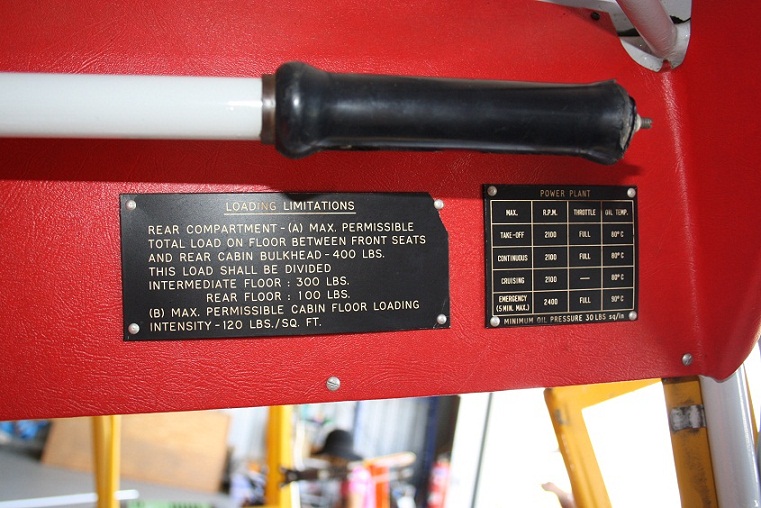 LOADING LIMITATIONS
REAR COMPARTMENT - (A) MAX. PERMISSIBLE
TOTAL LOAD ON FLOOR BETWEEN FRONT SEATS
AND REAR CABIN BULKHEAD - 400 LBS.
THIS LOAD SHALL BE DIVIDED
INTERMEDIATE FLOOR : 300 LBS.
REAR FLOOR : 100 LBS.
(B) MAX. PERMISSIBLE CABIN FLOOR LOADING
INTENSITY - 120 LBS./SQ. FT.
POWER PLANT
MAX. R.P.M. THROTTLE OIL TEMP.
TAKE-OFF 2100 FULL 80°C
CONTINUOUS 2100 FULL 80°C
CRUISING 2100 — 80°C
EMERGENCY (5 MIN. MAX.) 2400 FULL 90°C
MINIMUM OIL PRESSURE 30 LBS sq/in